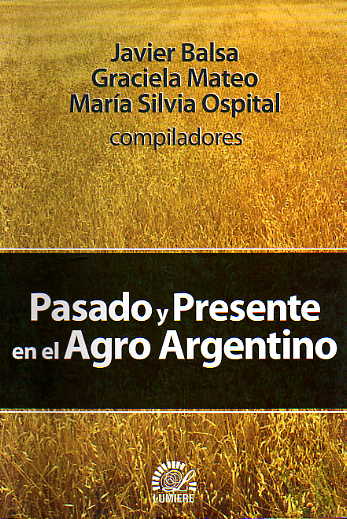 Javier Balsa
Graciela Mateo
María Silvia Ospital
compiladores
Pasado y Presente
en el Agro Argentino
LUMIERE